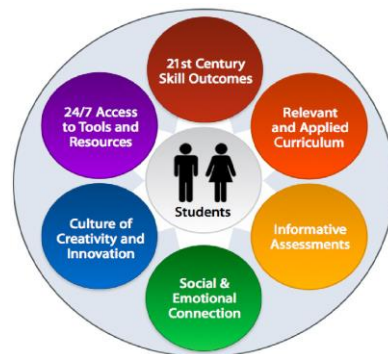 21st Century
Skill Outcomes
24/7 Access
to Tools and
Resources
Relevant
and Applied
Curriculum
Students
Culture of
Creativity and
Innovation
Informative
Assessments
Social &
Emotional
Connection